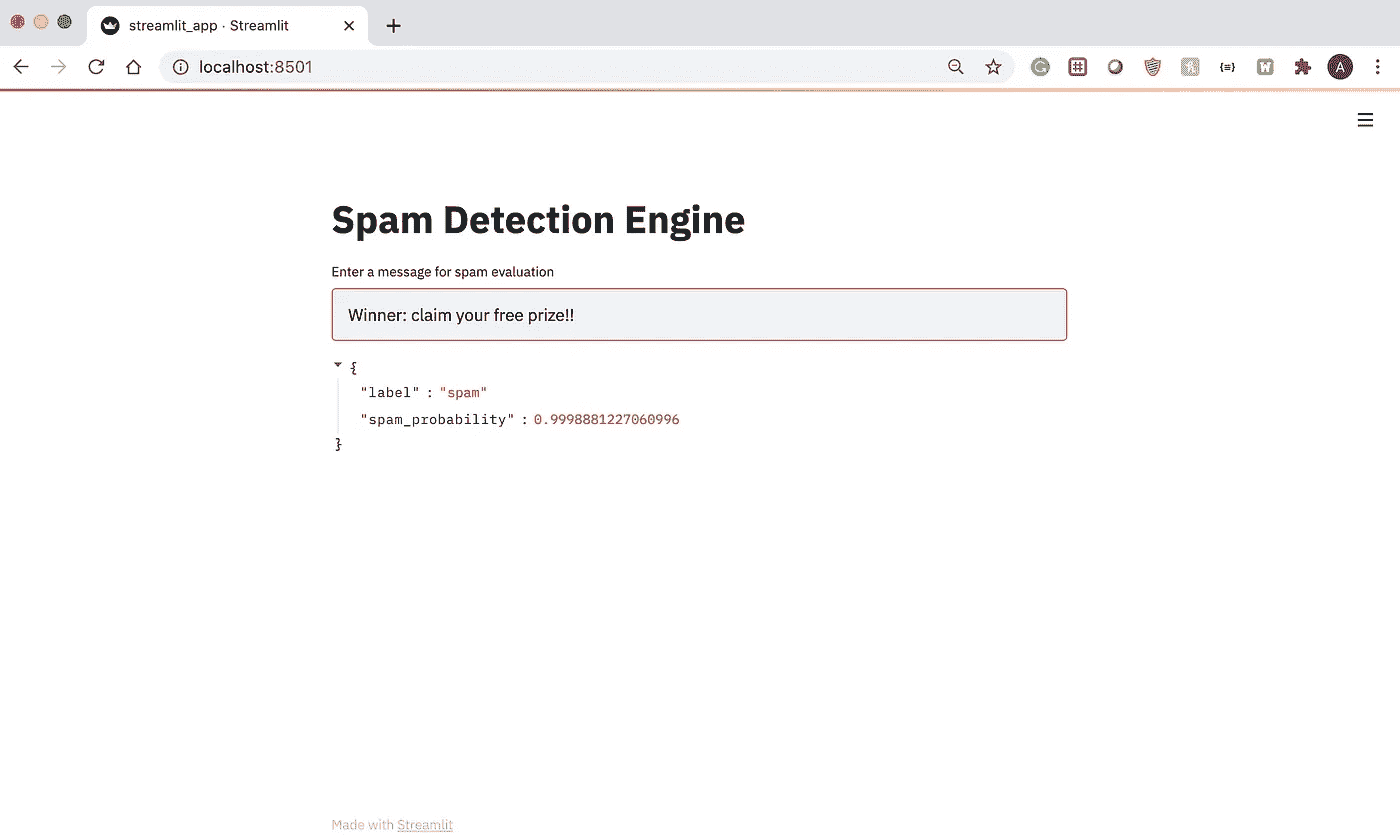 streamlit_app · Streamlit
localhost:8501
A
Spam Detection Engine
Enter a message for spam evaluation
Winner: claim your free prize!!
{
"label" : "spam"
"spam_probability" : 0.9998881227060996
}
Made with Streamlit